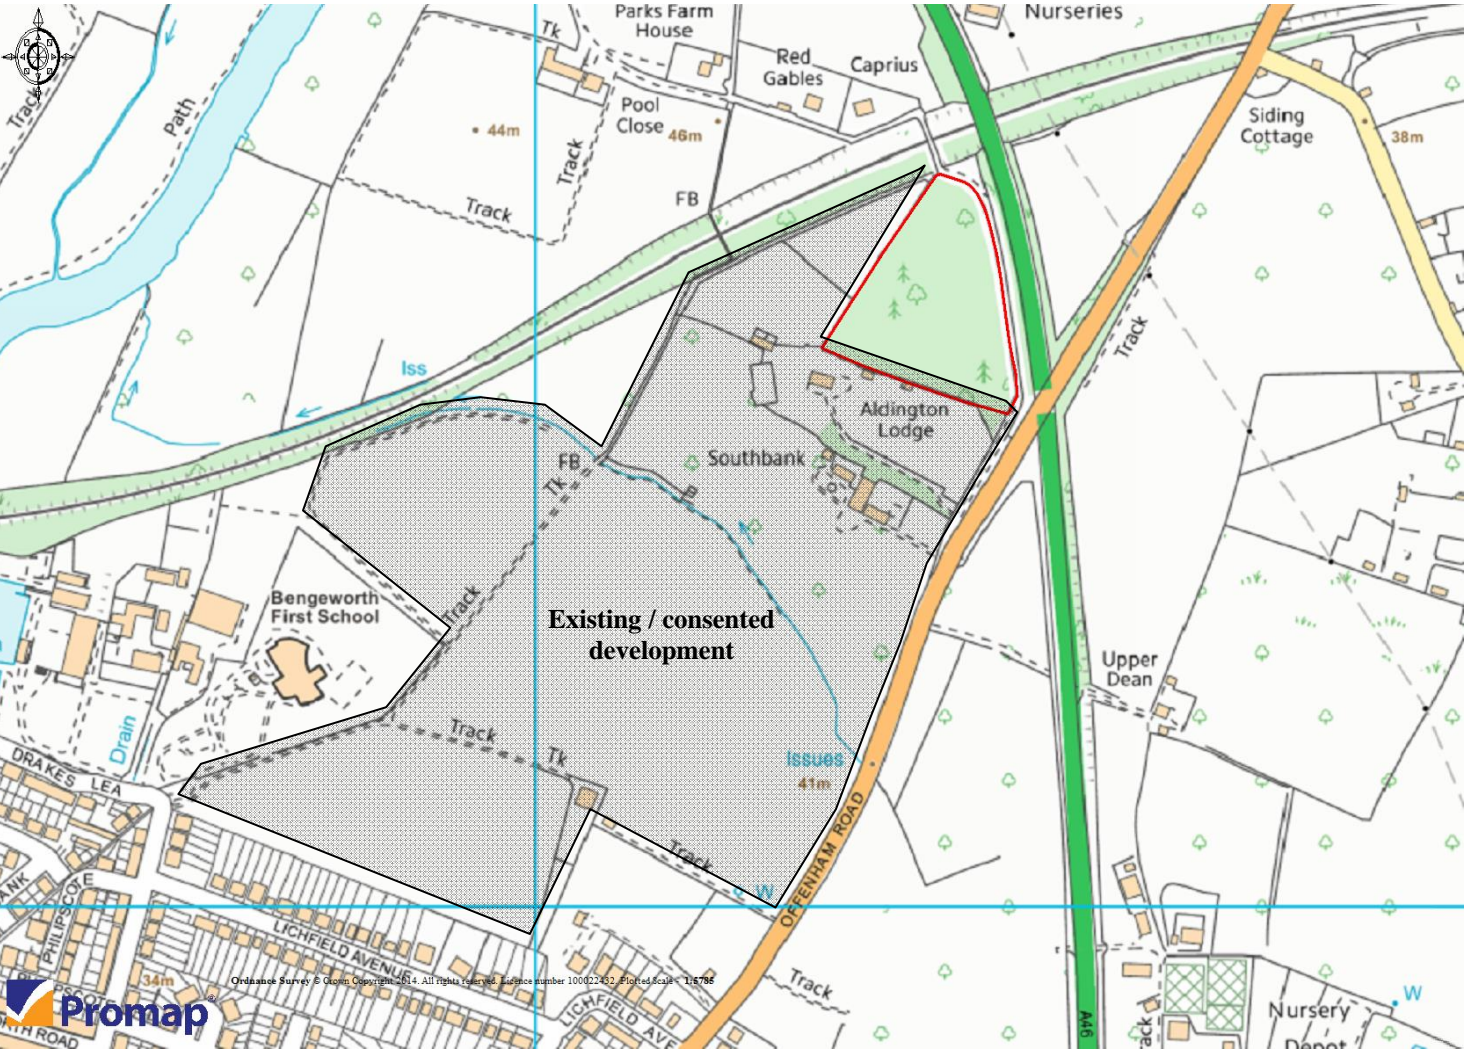 Parks Farm
House
Nurseries
Tk
Red
Gables
Caprius
Track
Path
Pool
Close
44m
46m
Track
Siding
Cottage
38m
FB
Track
Track
Iss
Aldington
Lodge
FB
Tk
Southbank
Bengeworth
First School
Track
Existing / consented
development
Upper
Dean
Drain
Track
Tk
Issues
41m
DRAKES LEA
OFFENHAM ROAD
Track
W
PHILIPSCOTE
LICHFIELD AVENUE
34m
Ordnance Survey © Crown Copyright 2014. All rights reserved. Licence number 100022432. Plotted Scale - 1:5785
Track
W
Promap®
LICHFIELD AVE
A46
Nursery
Depot
ROAD